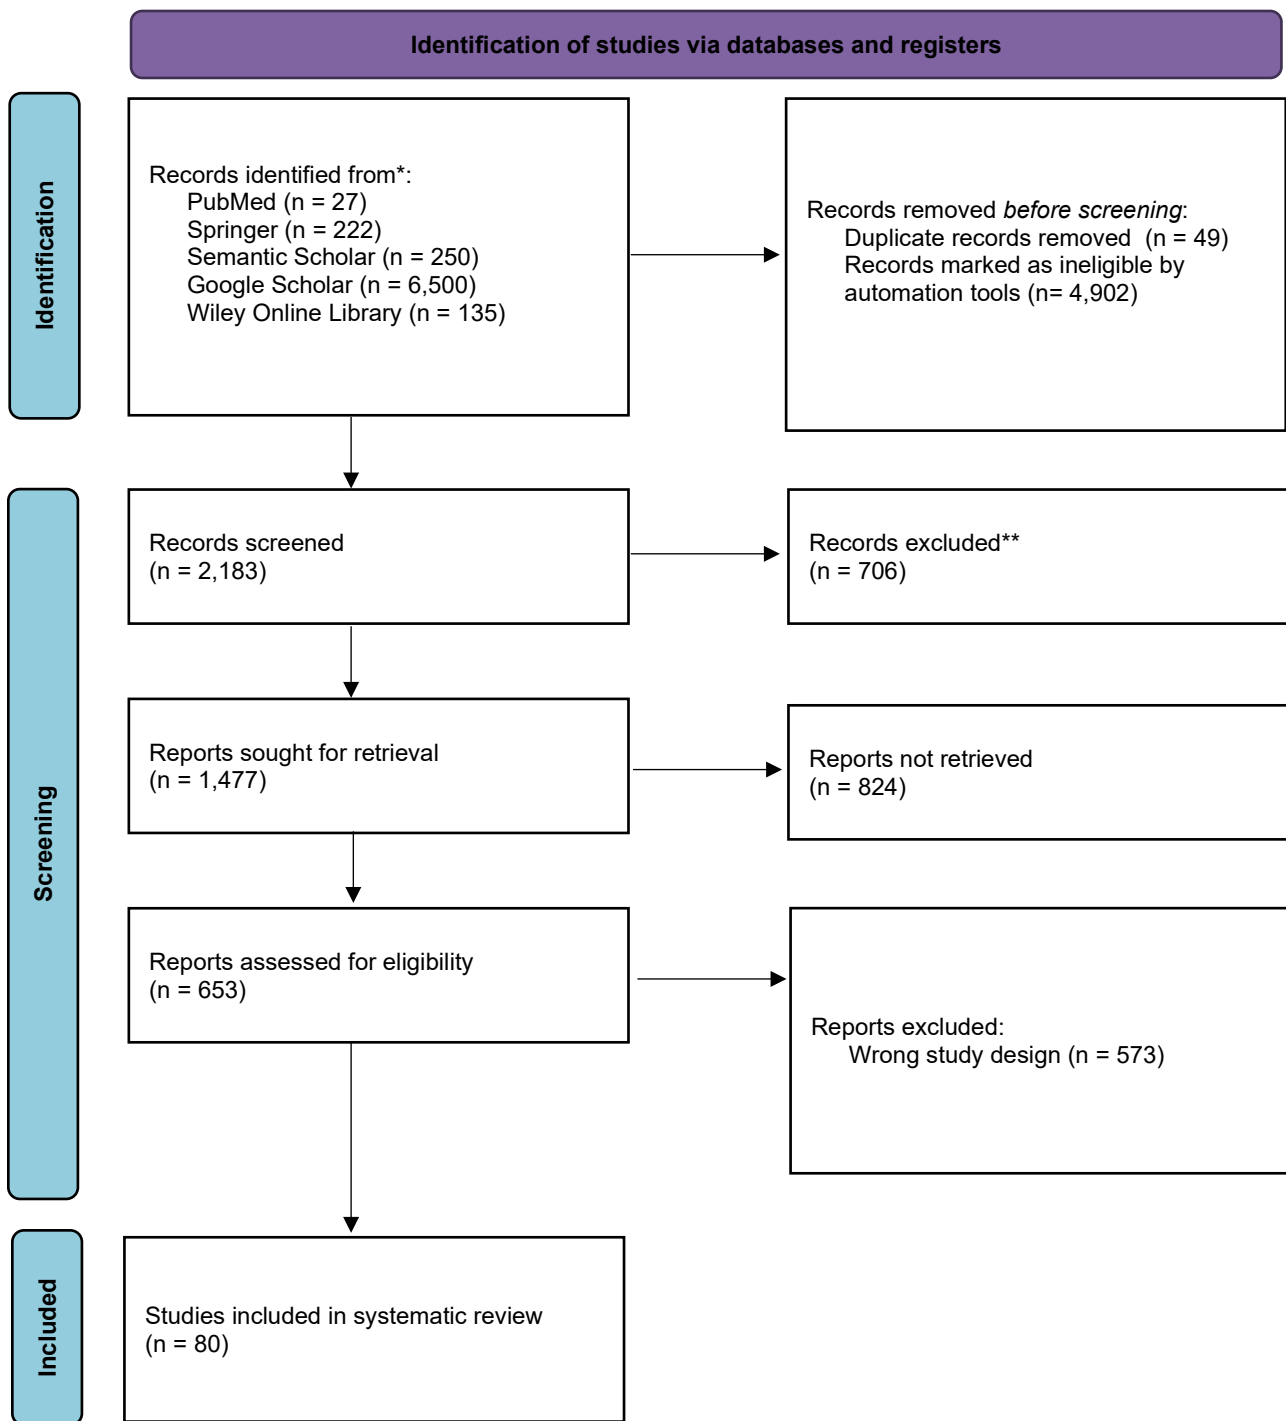 Identification of studies via databases and registers
Identification
Records identified from*:
PubMed (n = 27)
Springer (n = 222)
Semantic Scholar (n = 250)
Google Scholar (n = 6,500)
Wiley Online Library (n = 135)
Records removed before screening:
Duplicate records removed (n = 49)
Records marked as ineligible by
automation tools (n= 4,902)
Screening
Records screened
(n = 2,183)
Records excluded**
(n = 706)
Reports sought for retrieval
(n = 1,477)
Reports not retrieved
(n = 824)
Reports assessed for eligibility
(n = 653)
Reports excluded:
Wrong study design (n = 573)
Included
Studies included in systematic review
(n = 80)